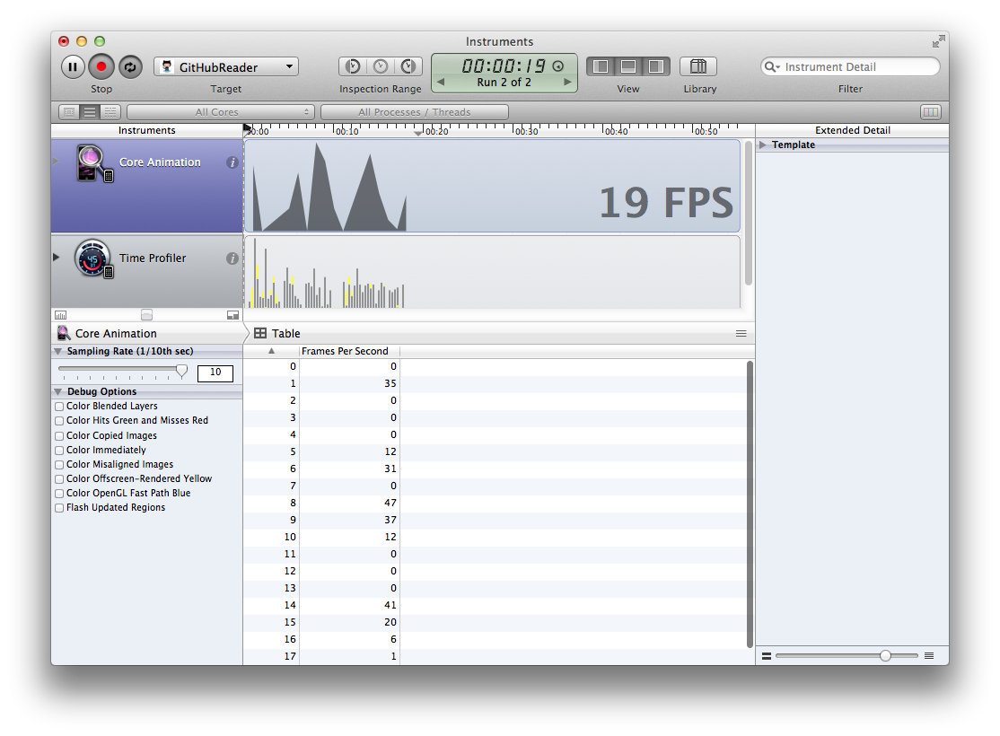 Instruments
GitHubReader
00:00:19
Run 2 of 2
Instrument Detail
Stop
Target
Inspection Range
View
Library
Filter
All Cores
All Processes / Threads
Instruments
00:00
00:10
00:20
00:30
00:40
00:50
Extended Detail
Template
Core Animation
19 FPS
Time Profiler
Core Animation
Table
Sampling Rate (1/10th sec)
10
Debug Options
Color Blended Layers
Color Hits Green and Misses Red
Color Copied Images
Color Immediately
Color Misaligned Images
Color Offscreen-Rendered Yellow
Color OpenGL Fast Path Blue
Flash Updated Regions
Frames Per Second
0 0
1 35
2 0
3 0
4 0
5 12
6 31
7 0
8 47
9 37
10 12
11 0
12 0
13 0
14 41
15 20
16 6
17 1